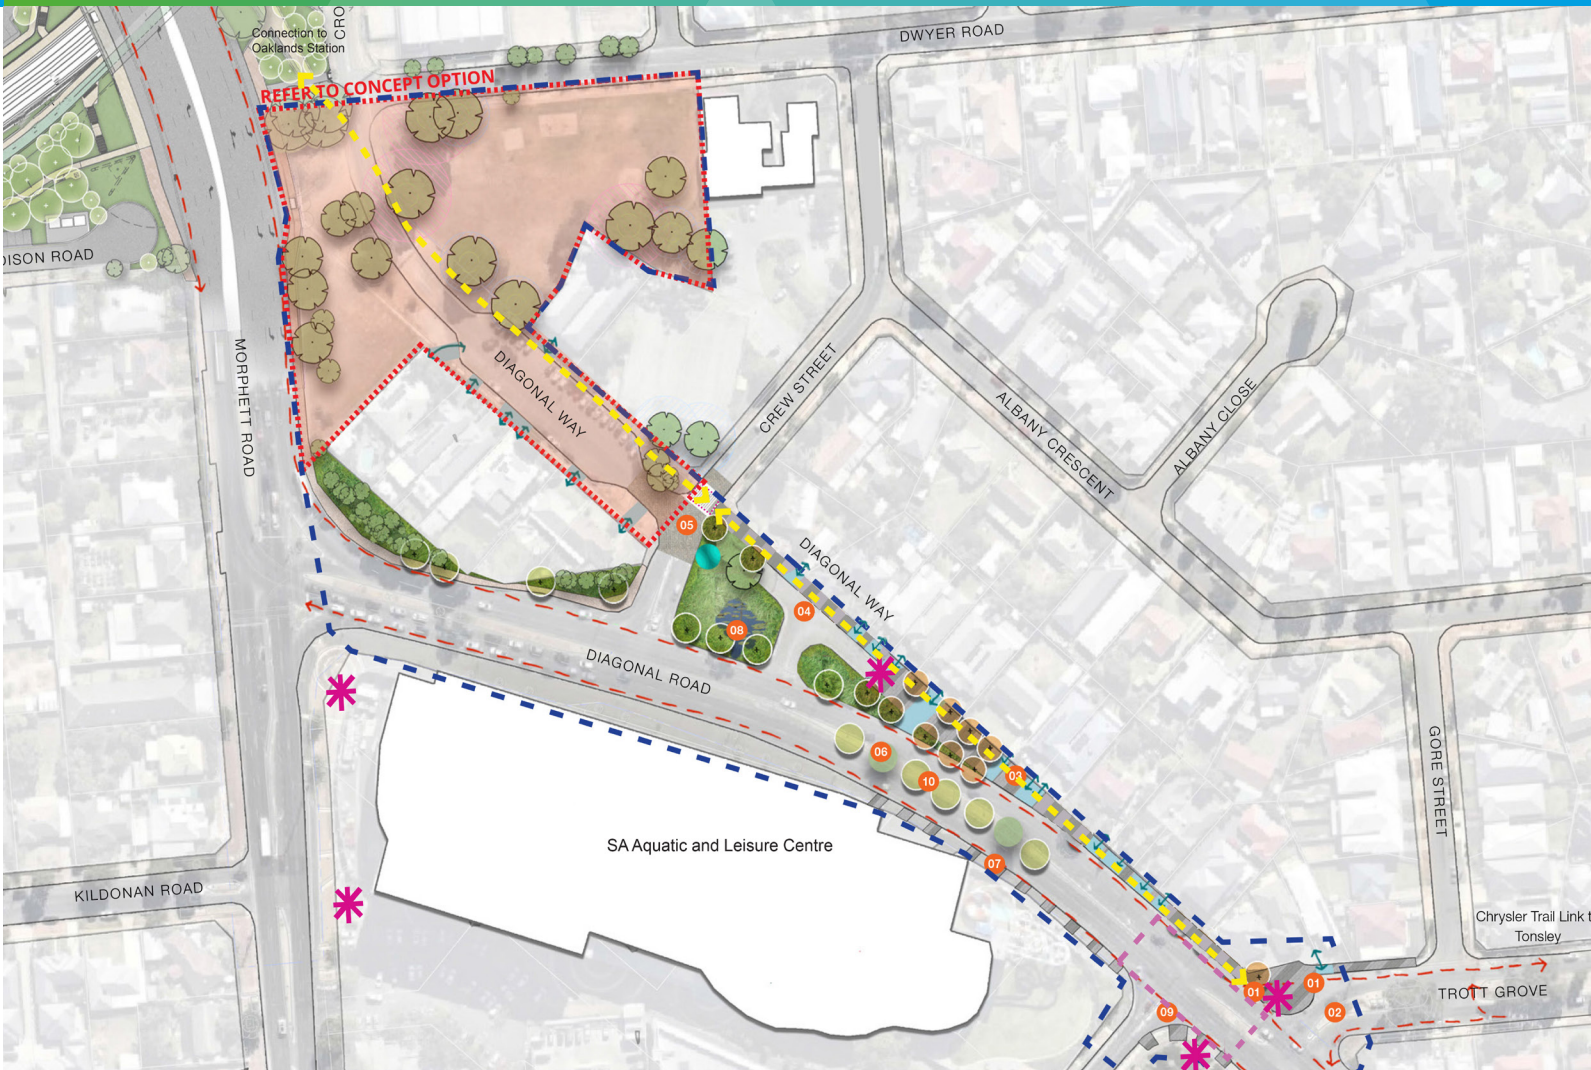 Connection to
Oaklands Station
CRO
DWYER ROAD
REFER TO CONCEPT OPTION
DISON ROAD
MORPHETT ROAD
DIAGONAL WAY
CREW STREET
ALBANY CRESCENT
ALBANY CLOSE
05
DIAGONAL WAY
04
08
DIAGONAL ROAD
06
10
03
GORE STREET
SA Aquatic and Leisure Centre
07
KILDONAN ROAD
Chrysler Trail Link t
Tonsley
01
01
TROTT GROVE
09
02